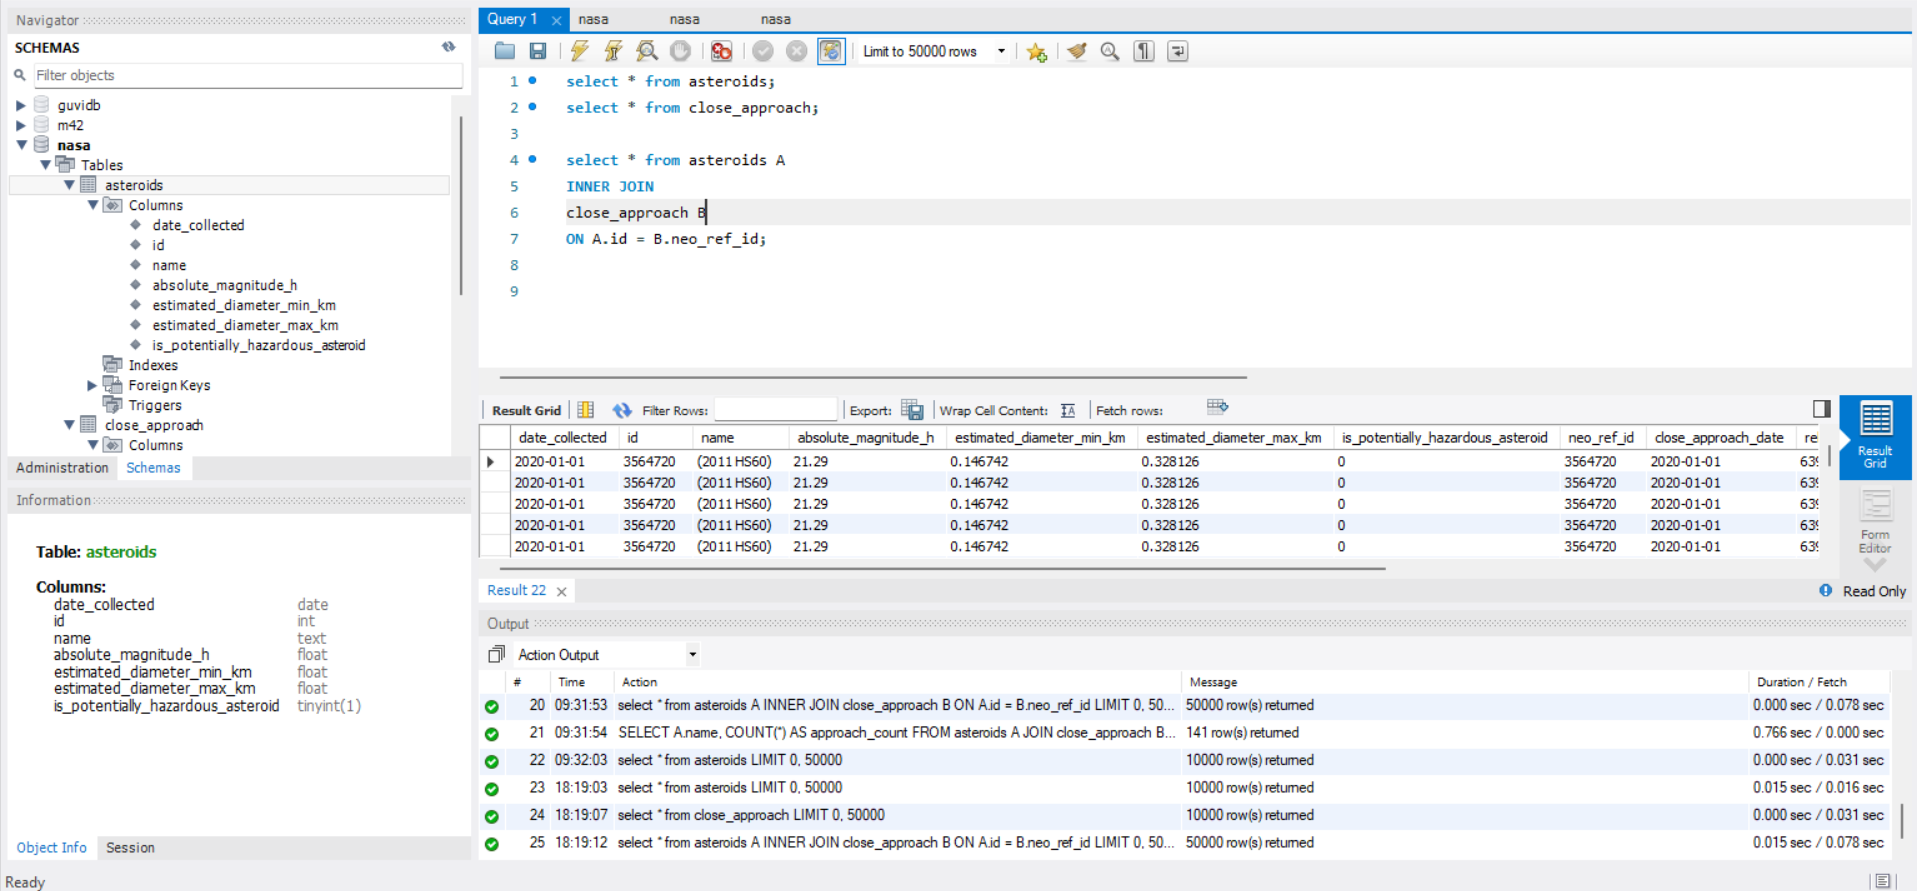 Navigator
SCHEMAS
Filter objects
guvidb
m42
nasa
Tables
asteroids
Columns
date_collected
id
name
absolute_magnitude_h
estimated_diameter_min_km
estimated_diameter_max_km
is_potentially_hazardous_asteroid
Indexes
Foreign Keys
Triggers
close_approach
Columns
Administration Schemas
Information
Table: asteroids
Columns:
date_collected date
id int
name text
absolute_magnitude_h float
estimated_diameter_min_km float
estimated_diameter_max_km float
is_potentially_hazardous_asteroid tinyint(1)
Object Info Session
Ready
Query 1 nasa nasa nasa
Limit to 50000 rows
1 select * from asteroids;
2 select * from close_approach;
3
4 select * from asteroids A
5 INNER JOIN
6 close_approach B
7 ON A.id = B.neo_ref_id;
8
9
Result Grid Filter Rows: Export: Wrap Cell Content: Fetch rows:
date_collected id name absolute_magnitude_h estimated_diameter_min_km estimated_diameter_max_km is_potentially_hazardous_asteroid neo_ref_id close_approach_date re
2020-01-01 3564720 (2011 HS60) 21.29 0.146742 0.328126 0 3564720 2020-01-01 639
2020-01-01 3564720 (2011 HS60) 21.29 0.146742 0.328126 0 3564720 2020-01-01 639
2020-01-01 3564720 (2011 HS60) 21.29 0.146742 0.328126 0 3564720 2020-01-01 639
2020-01-01 3564720 (2011 HS60) 21.29 0.146742 0.328126 0 3564720 2020-01-01 639
2020-01-01 3564720 (2011 HS60) 21.29 0.146742 0.328126 0 3564720 2020-01-01 639
Result
Grid
Form
Editor
Result 22 Read Only
Output
Action Output
# Time Action Message Duration / Fetch
20 09:31:53 select * from asteroids A INNER JOIN close_approach B ON A.id = B.neo_ref_id LIMIT 0, 50... 50000 row(s) returned 0.000 sec / 0.078 sec
21 09:31:54 SELECT A.name, COUNT(*) AS approach_count FROM asteroids A JOIN close_approach B... 141 row(s) returned 0.766 sec / 0.000 sec
22 09:32:03 select * from asteroids LIMIT 0, 50000 10000 row(s) returned 0.000 sec / 0.031 sec
23 18:19:03 select * from asteroids LIMIT 0, 50000 10000 row(s) returned 0.015 sec / 0.016 sec
24 18:19:07 select * from close_approach LIMIT 0, 50000 10000 row(s) returned 0.000 sec / 0.031 sec
25 18:19:12 select * from asteroids A INNER JOIN close_approach B ON A.id = B.neo_ref_id LIMIT 0, 50... 50000 row(s) returned 0.015 sec / 0.078 sec